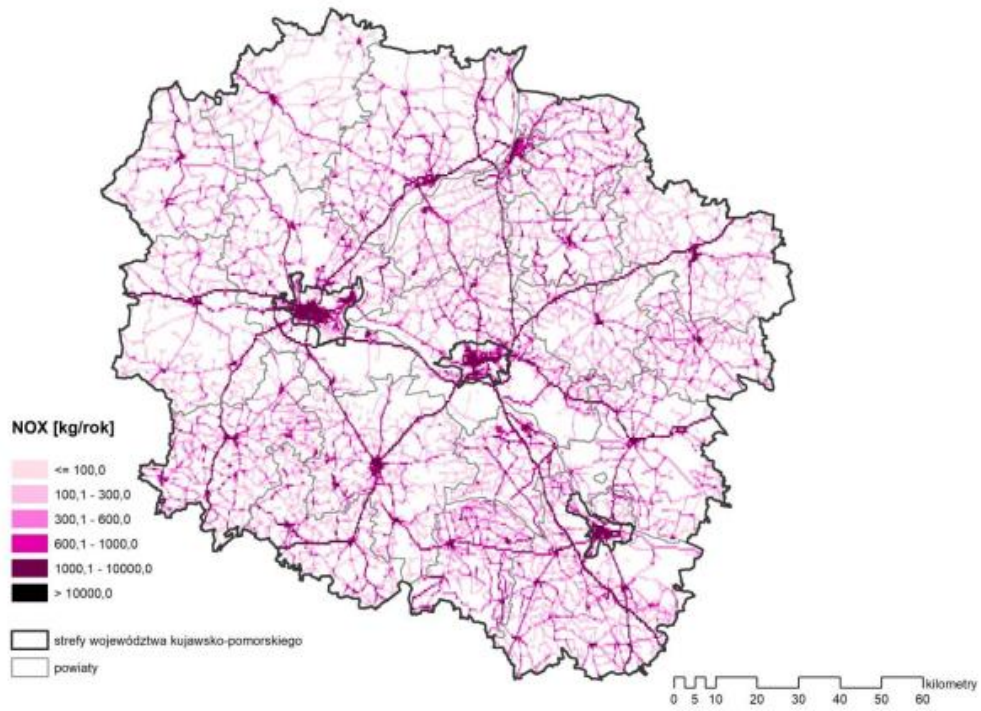 NOX [kg/rok]
<= 100,0
100,1 - 300,0
300,1 - 600,0
600,1 - 1000,0
1000,1 - 10000,0
> 10000,0
strefy województwa kujawsko-pomorskiego
powiaty
kilometry
0 5 10 20 30 40 50 60